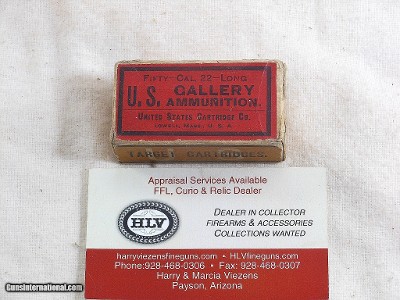 FIFTY-CAL. 22-LONG.
U. S. GALLERY
AMMUNITION.
UNITED STATES CARTRIDGE CO.
LOWELL, MASS., U. S. A.
TARGET CARTRIDGES.
Appraisal Services Available
FFL, Curio & Relic Dealer
HLV
DEALER IN COLLECTOR
FIREARMS & ACCESSORIES
COLLECTIONS WANTED
harryviezensfineguns.com • HLVfineguns.com
Phone:928-468-0306 • Fax: 928-468-0307
Harry & Marcia Viezens
Payson, Arizona
GunsInternational.com